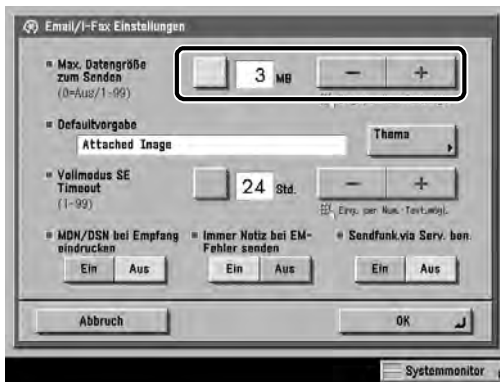 Email/I-Fax Einstellungen
Max. Datengröße
zum Senden
(0=Aus/1-99)
3 MB
- +
Defaultvorgabe
Attached Image
Thema
Vollmodus SE
Timeout
(1-99)
24 Std.
- +
Eing. per Num.-Tast.mögl.
MDN/DSN bei Empfang
eindrucken
Ein Aus
Immer Notiz bei EM-
Fehler senden
Ein Aus
Sendfunk.via Serv. ben.
Ein Aus
Abbruch
OK
Systemmonitor